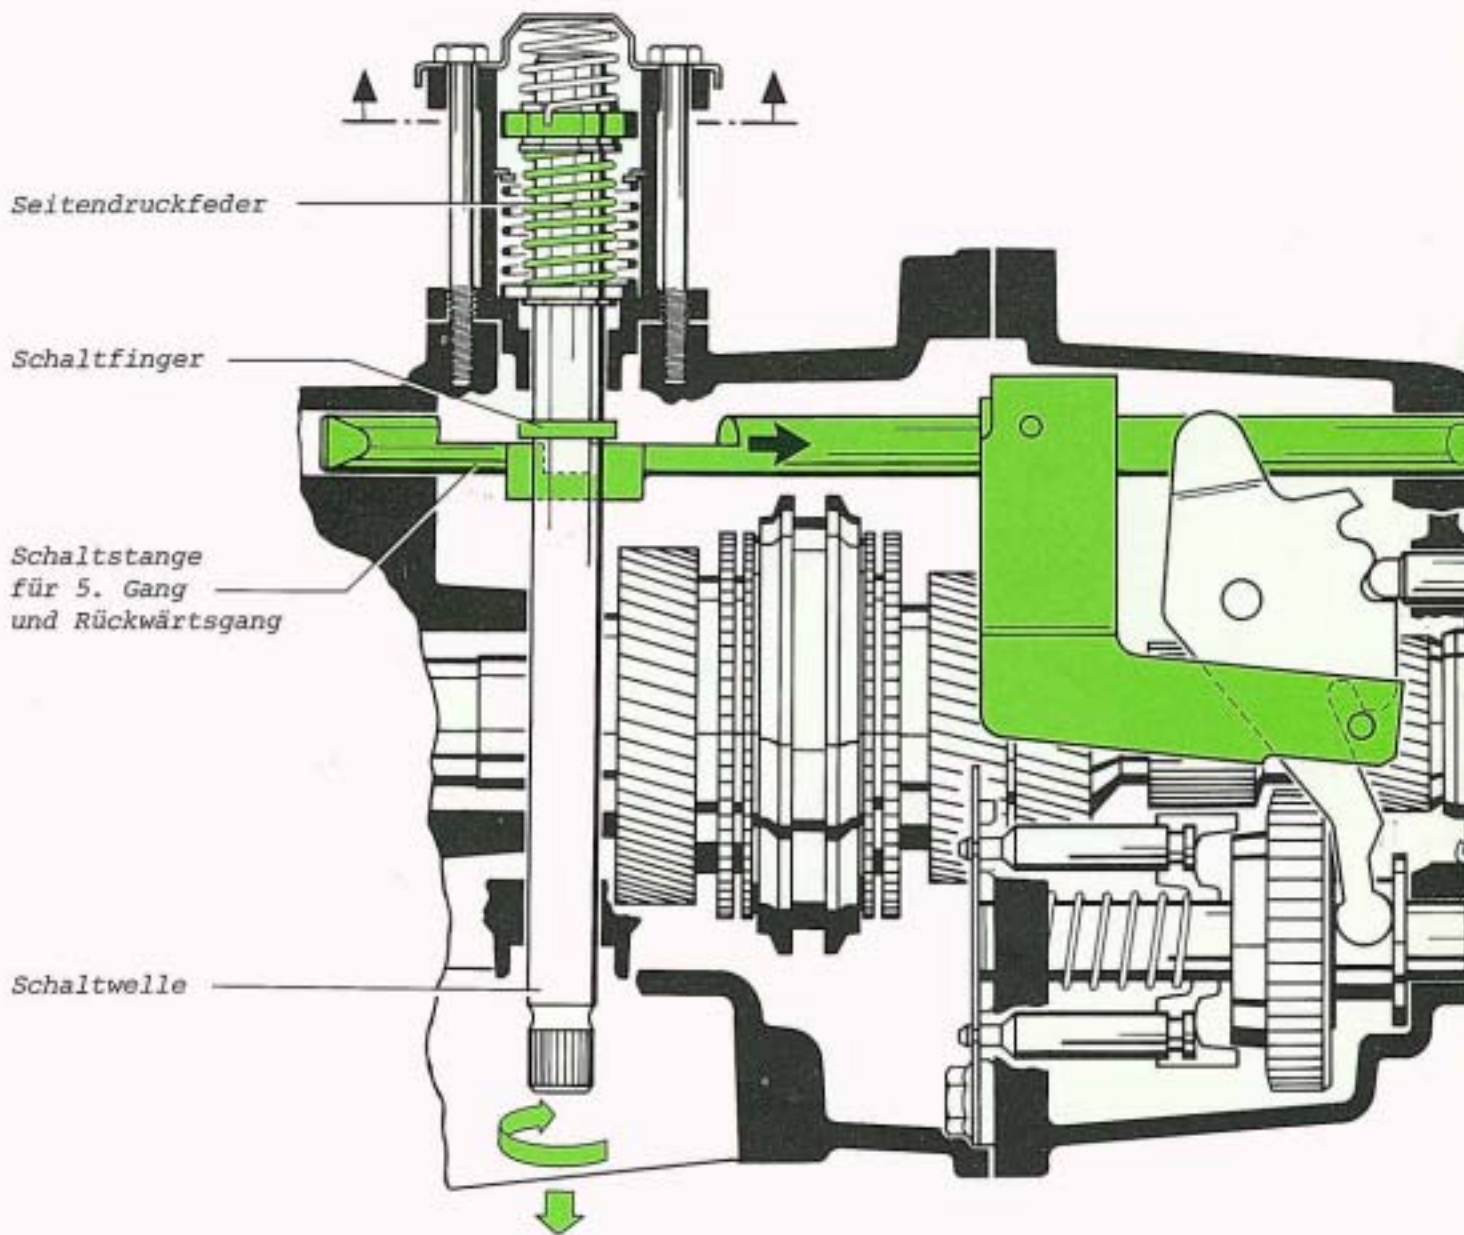 Seitendruckfeder
Schaltfinger
Schaltstange
für 5. Gang
und Rückwärtsgang
Schaltwelle